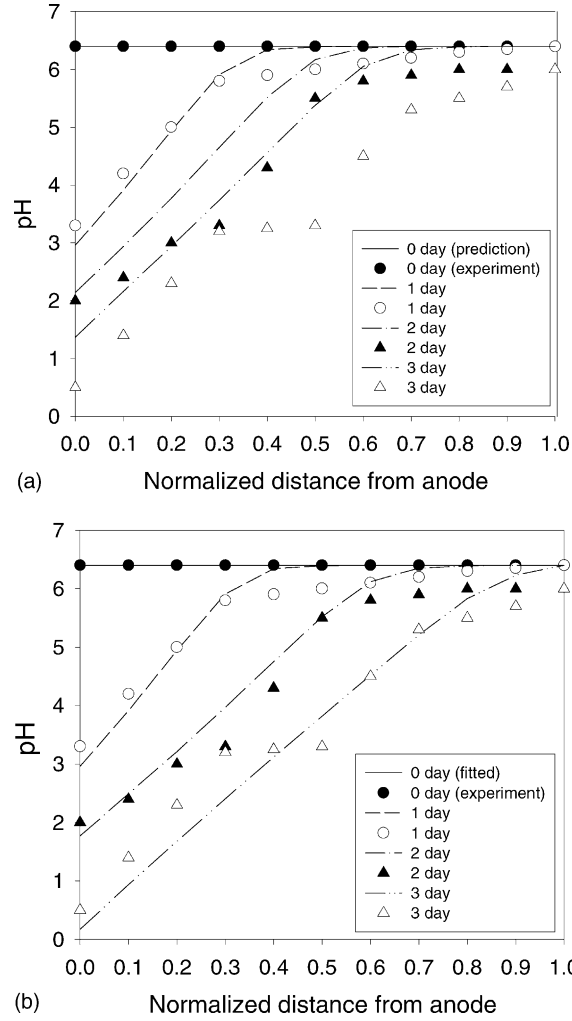 7
6
5
4
3
2
1
0
pH
0 day (prediction)
0 day (experiment)
1 day
1 day
2 day
2 day
3 day
3 day
0.0 0.1 0.2 0.3 0.4 0.5 0.6 0.7 0.8 0.9 1.0
(a) Normalized distance from anode
7
6
5
4
3
2
1
0
pH
0 day (fitted)
0 day (experiment)
1 day
1 day
2 day
2 day
3 day
3 day
0.0 0.1 0.2 0.3 0.4 0.5 0.6 0.7 0.8 0.9 1.0
(b) Normalized distance from anode